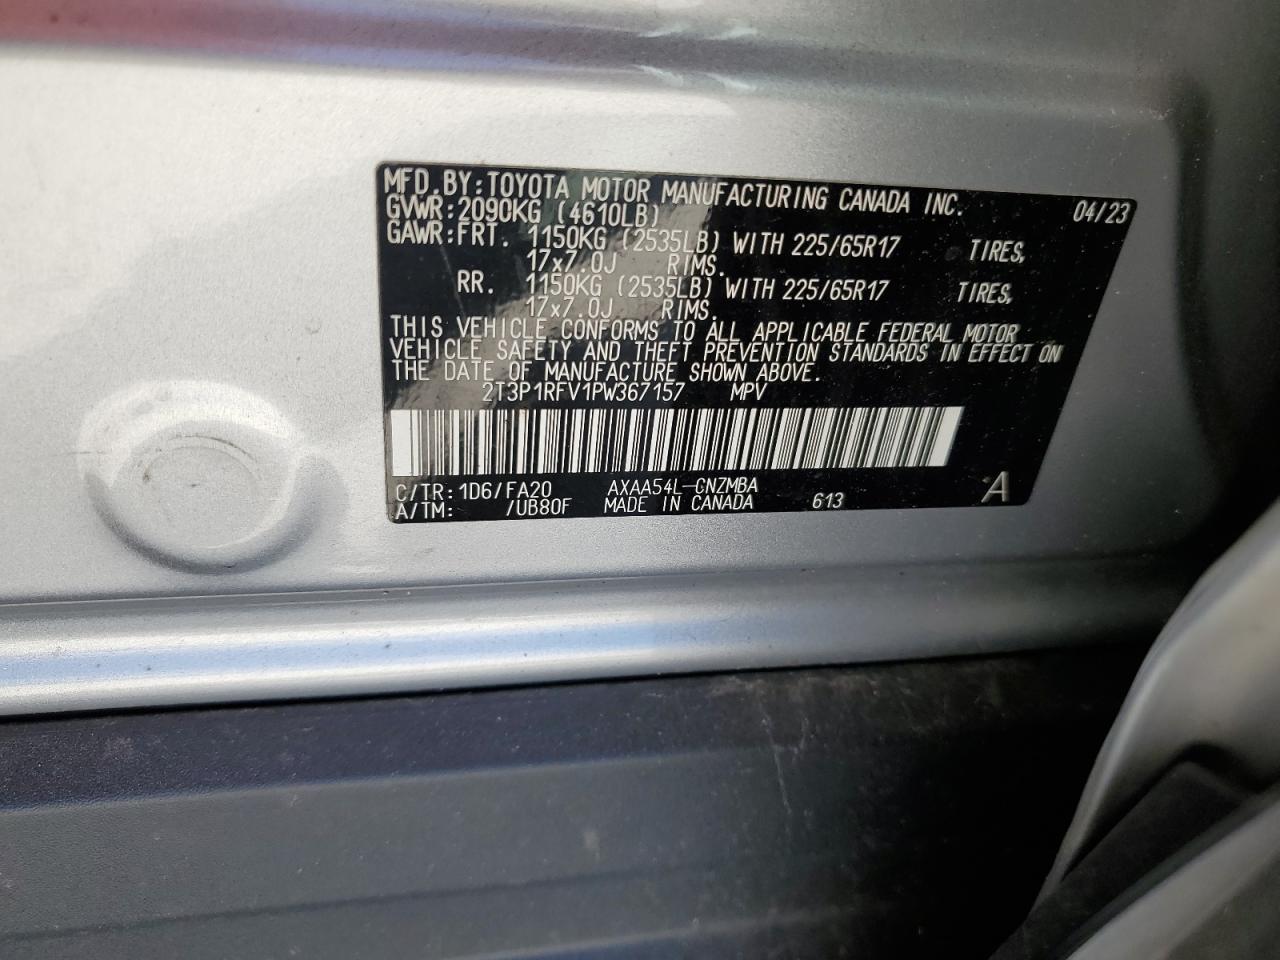 MFD.BY:TOYOTA MOTOR MANUFACTURING CANADA INC. 04/23
GVWR:2090KG (4610LB)
GAWR:FRT. 1150KG (2535LB) WITH 225/65R17 TIRES,
17x7.0J RIMS.
RR. 1150KG (2535LB) WITH 225/65R17 TIRES,
17x7.0J RIMS.
THIS VEHICLE CONFORMS TO ALL APPLICABLE FEDERAL MOTOR
VEHICLE SAFETY AND THEFT PREVENTION STANDARDS IN EFFECT ON
THE DATE OF MANUFACTURE SHOWN ABOVE.
2T3P1RFV1PW367157 MPV
C/TR: 1D6/FA20 AXAA54L-CNZMBA
A/TM: /UB80F MADE IN CANADA 613 A